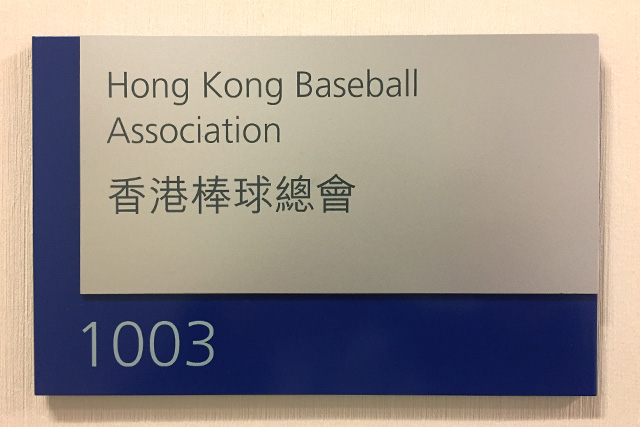 Hong Kong Baseball
Association
香港棒球總會
1003